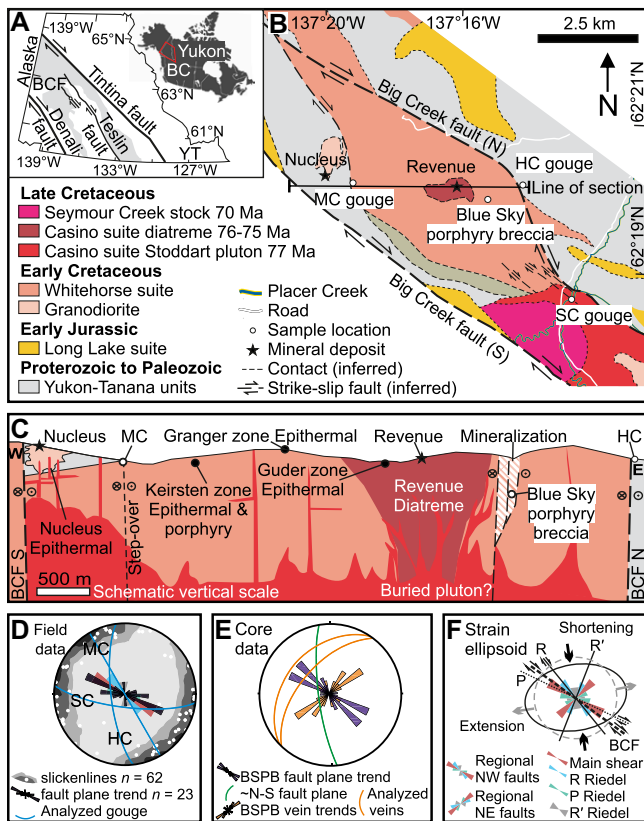 A
139°W
65°N
Alaska
Yukon
BC
BCF
Tintina fault
63°N
Denali fault
Teslin fault
61°N
139°W
133°W
YT
127°W
B
137°20'W
137°16'W
2.5 km
62°21'N
N
Big Creek fault (N)
Nucleus
Revenue
HC gouge
Line of section
MC gouge
Blue Sky
porphyry breccia
62°19'N
SC gouge
Big Creek fault (S)
Late Cretaceous
Seymour Creek stock 70 Ma
Casino suite diatreme 76-75 Ma
Casino suite Stoddart pluton 77 Ma
Early Cretaceous
Whitehorse suite
Granodiorite
Early Jurassic
Long Lake suite
Proterozoic to Paleozoic
Yukon-Tanana units
Placer Creek
Road
Sample location
Mineral deposit
Contact (inferred)
Strike-slip fault (inferred)
C
Nucleus
MC
Granger zone Epithermal
Revenue
Mineralization
HC
W
E
Guder zone
Epithermal
Keirsten zone
Epithermal &
porphyry
Revenue
Diatreme
Blue Sky
porphyry
breccia
Nucleus
Epithermal
Step-over
BCF S
BCF N
500 m
Schematic vertical scale
Buried pluton?
D
Field
data
MC
SC
HC
slickenlines n = 62
fault plane trend n = 23
Analyzed gouge
E
Core data
BSPB fault plane trend
~N-S fault plane
BSPB vein trends
Analyzed
veins
F
Strain
ellipsoid
Shortening
R
R′
P
Extension
BCF
Regional
NW faults
Regional
NE faults
Main shear
R Riedel
P Riedel
R′ Riedel